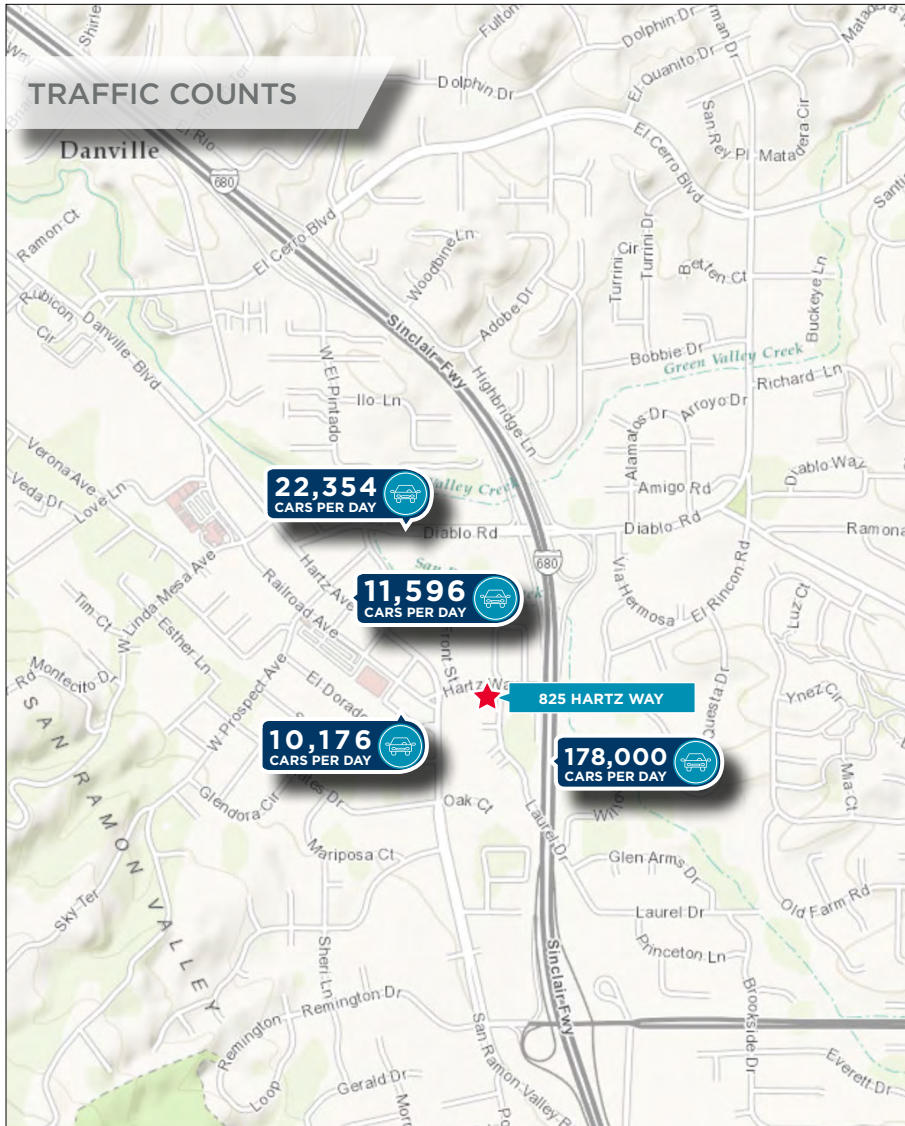 TRAFFIC COUNTS
Danville
Dolphin Dr
Dolphin Dr
El Quanito Dr
San Rey Pl
Matadera Cir
El Cerro Blvd
El Rio
680
Ramon Ct
El Cerro Blvd
Woodbine Ln
Turrini Cir
Turrini Dr
Betten Ct
Buckeye Ln
Rubicon Cir
Danville Blvd
Sinclair Fwy
Adobe Dr
Bobbie Dr
Green Valley Creek
W El Pintado
Highbridge Ln
Richard Ln
Ilo Ln
Alamatos Dr
Arroyo Dr
Verona Ave
Veda Dr
Love Ln
Diablo Way
Amigo Rd
22,354
CARS PER DAY
Valley Creek
Diablo Rd
Diablo Rd
Ramona
680
W Linda Mesa Ave
Hartz Ave
Railroad Ave
11,596
CARS PER DAY
Via Hermosa
El Rincon Rd
Luz Ct
Tim Ct
Esther Ln
Front St
Montecito Dr
Rd
W Prospect Ave
El Dorado
Hartz Wa
825 HARTZ WAY
Questa Dr
Ynez Cir
SAN RAMON VALLEY
10,176
CARS PER DAY
178,000
CARS PER DAY
Mia Ct
Glendora Cir
Oak Ct
Laurel Dr
Mariposa Ct
Glen Arms Dr
Sky Ter
Laurel Dr
Old Farm Rd
Princeton Ln
Sheri Ln
Sinclair Fwy
Remington Dr
Brookside Dr
Remington Loop
San Ramon Valley B
Everett Dr
Gerald Dr